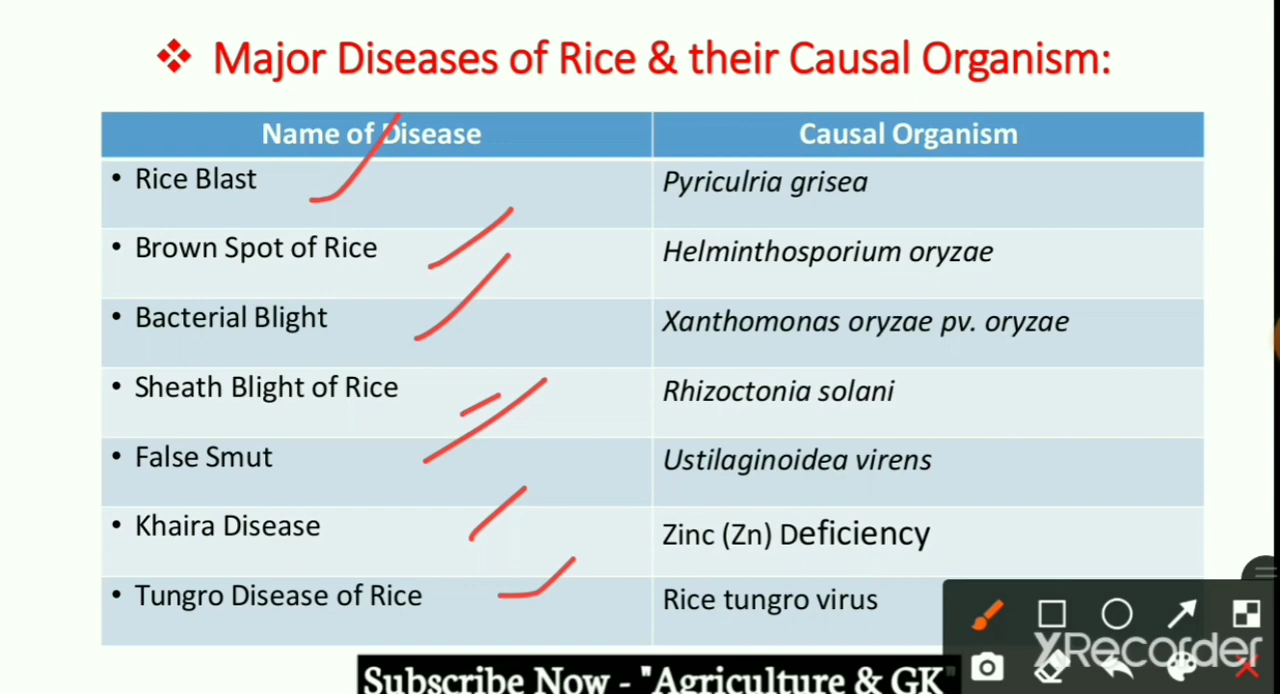 ❖ Major Diseases of Rice & their Causal Organism:
Name of Disease Causal Organism
• Rice Blast Pyriculria grisea
• Brown Spot of Rice Helminthosporium oryzae
• Bacterial Blight Xanthomonas oryzae pv. oryzae
• Sheath Blight of Rice Rhizoctonia solani
• False Smut Ustilaginoidea virens
• Khaira Disease Zinc (Zn) Deficiency
• Tungro Disease of Rice Rice tungro virus
XRecorder
Subscribe Now - "Agriculture & GK"